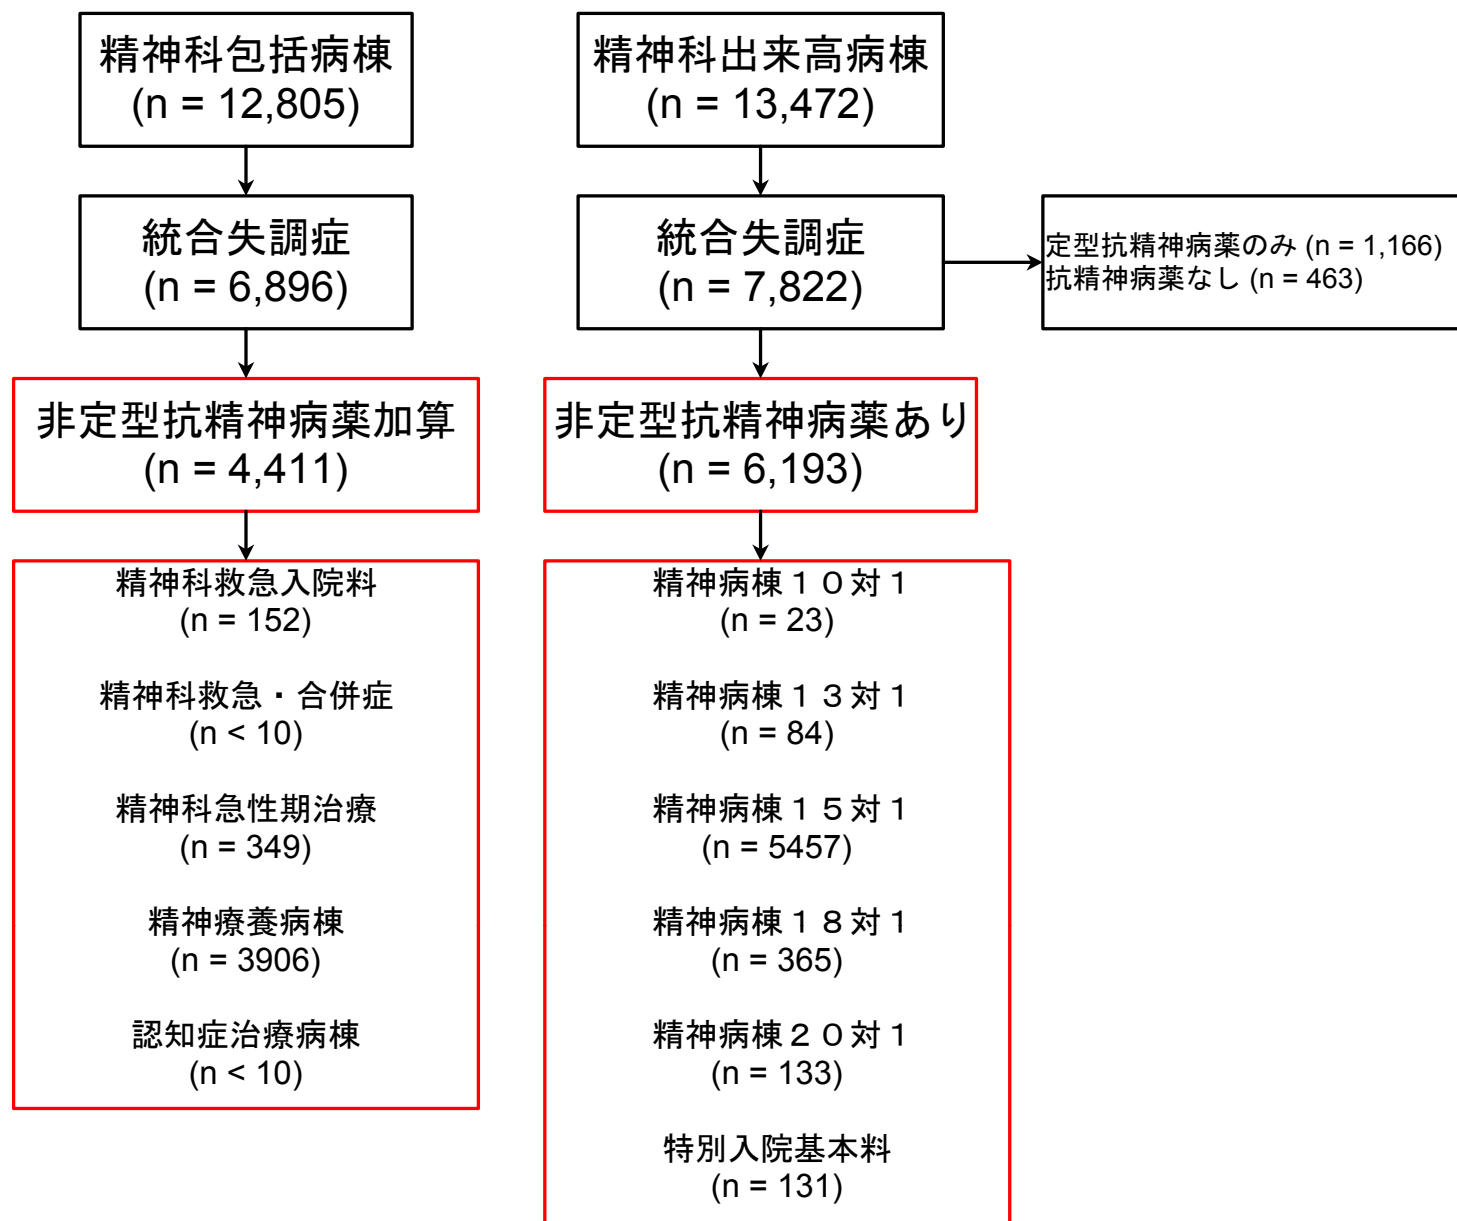 精神科包括病棟
(n = 12,805)
統合失調症
(n = 6,896)
非定型抗精神病薬加算
(n = 4,411)
精神科救急入院料
(n = 152)
精神科救急・合併症
(n < 10)
精神科急性期治療
(n = 349)
精神療養病棟
(n = 3906)
認知症治療病棟
(n < 10)
精神科出来高病棟
(n = 13,472)
統合失調症
(n = 7,822)
定型抗精神病薬のみ (n = 1,166)
抗精神病薬なし (n = 463)
非定型抗精神病薬あり
(n = 6,193)
精神病棟１０対１
(n = 23)
精神病棟１３対１
(n = 84)
精神病棟１５対１
(n = 5457)
精神病棟１８対１
(n = 365)
精神病棟２０対１
(n = 133)
特別入院基本料
(n = 131)